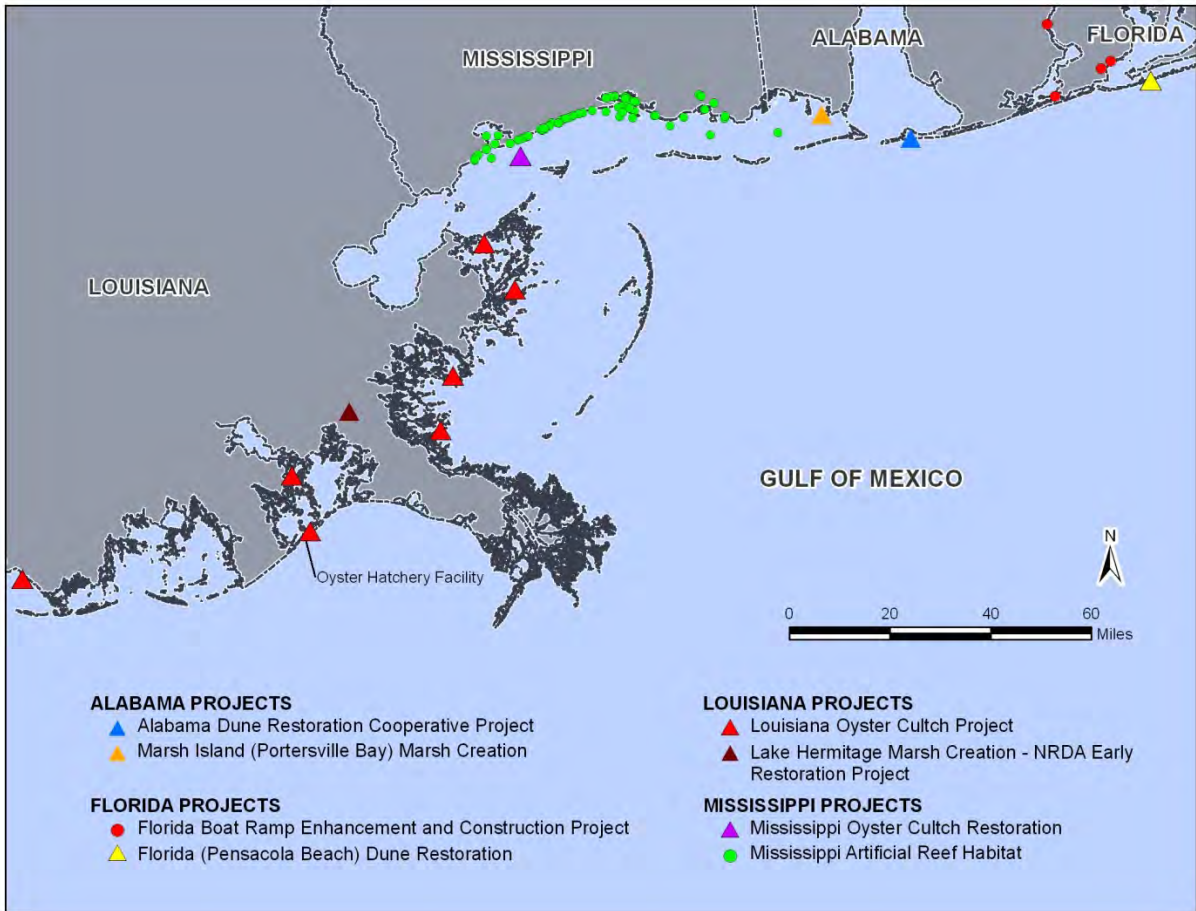 MISSISSIPPI
ALABAMA
FLORIDA
LOUISIANA
GULF OF MEXICO
Oyster Hatchery Facility
N
0 20 40 60
Miles
ALABAMA PROJECTS
Alabama Dune Restoration Cooperative Project
Marsh Island (Portersville Bay) Marsh Creation
FLORIDA PROJECTS
Florida Boat Ramp Enhancement and Construction Project
Florida (Pensacola Beach) Dune Restoration
LOUISIANA PROJECTS
Louisiana Oyster Cultch Project
Lake Hermitage Marsh Creation - NRDA Early
Restoration Project
MISSISSIPPI PROJECTS
Mississippi Oyster Cultch Restoration
Mississippi Artificial Reef Habitat